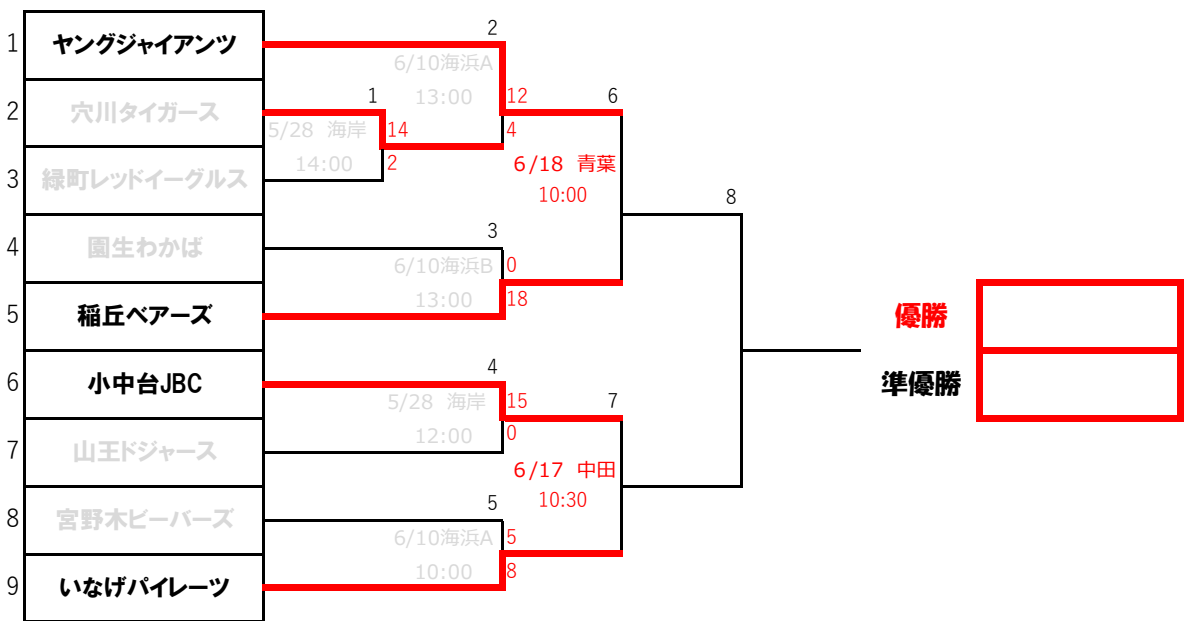 1 ヤングジャイアンツ
2 穴川タイガース
3 緑町レッドイーグルス
4 園生わかば
5 稲丘ベアーズ
6 小中台JBC
7 山王ドジャース
8 宮野木ビーバーズ
9 いなげパイレーツ
1
5/28 海岸
14:00
14
2
2
6/10海浜A
13:00
12
4
3
6/10海浜B
13:00
0
18
4
5/28 海岸
12:00
15
0
5
6/10海浜A
10:00
5
8
6
6/18 青葉
10:00
7
6/17 中田
10:30
8
優勝
準優勝